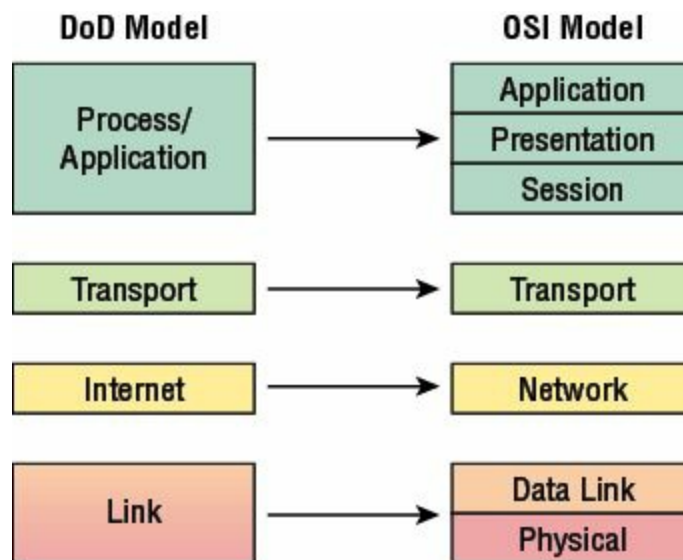 DoD Model
OSI Model
Process/
Application
Application
Presentation
Session
Transport
Transport
Internet
Network
Link
Data Link
Physical